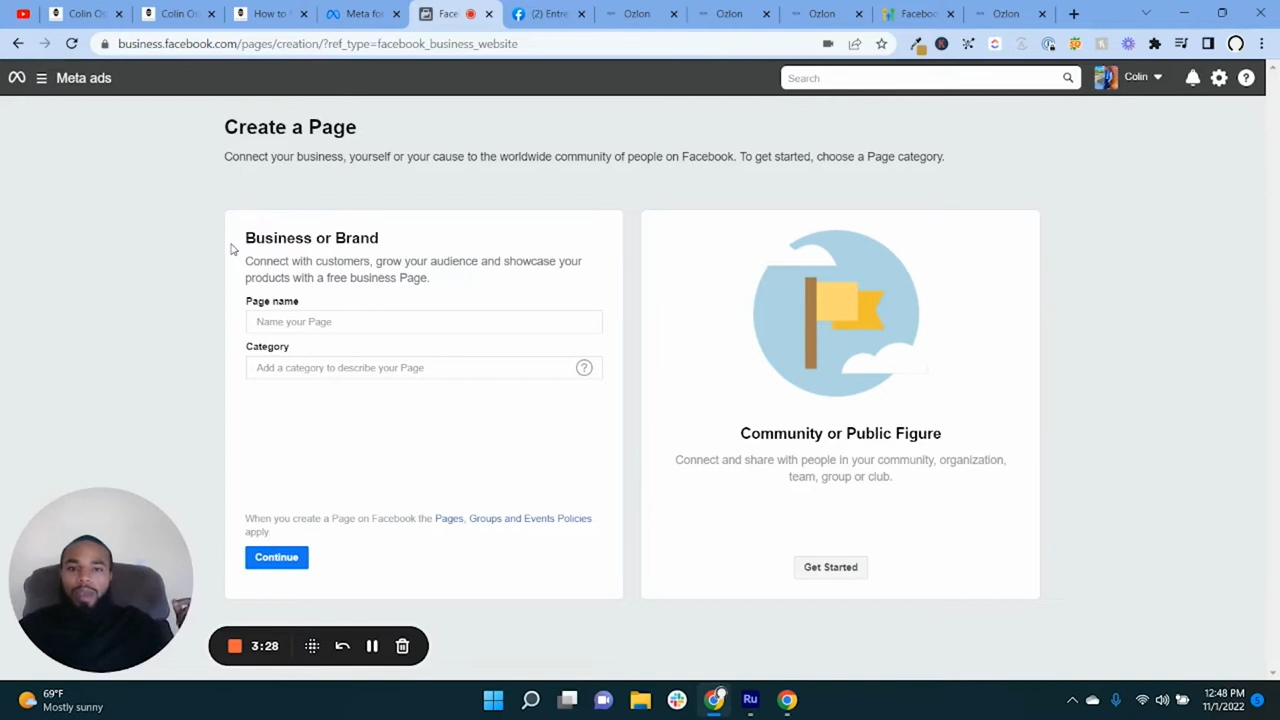 Colin Os
Colin Os
How to
Meta for
Face
(2) Entre
Ozlon
Ozlon
Ozlon
Facebook
Ozlon
business.facebook.com/pages/creation/?ref_type=facebook_business_website
Meta ads
Search
Colin
Create a Page
Connect your business, yourself or your cause to the worldwide community of people on Facebook. To get started, choose a Page category.
Business or Brand
Connect with customers, grow your audience and showcase your
products with a free business Page.
Page name
Name your Page
Category
Add a category to describe your Page
?
When you create a Page on Facebook the Pages, Groups and Events Policies
apply.
Continue
Community or Public Figure
Connect and share with people in your community, organization,
team, group or club.
Get Started
3:28
69°F
Mostly sunny
Ru
12:48 PM
11/1/2022
5